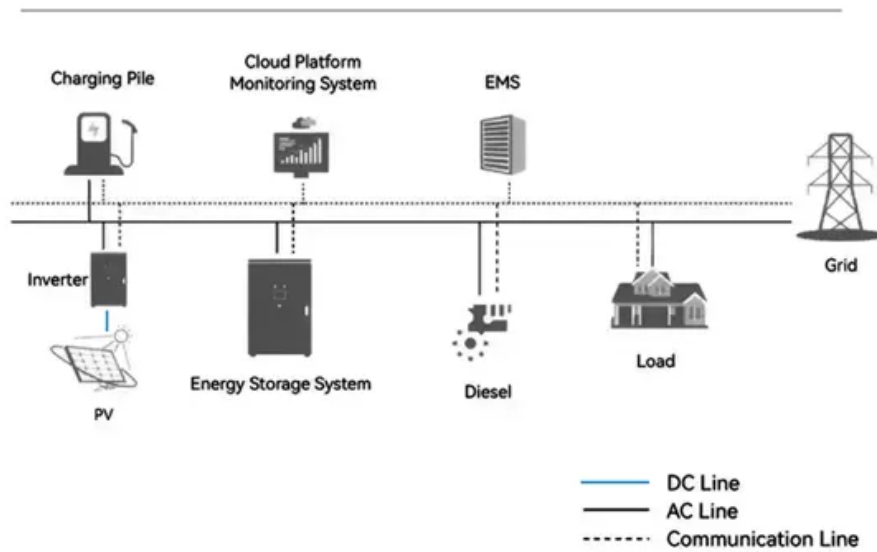 Charging Pile
Cloud Platform
Monitoring System
EMS
Inverter
Grid
Energy Storage System
Diesel
Load
PV
DC Line
AC Line
Communication Line